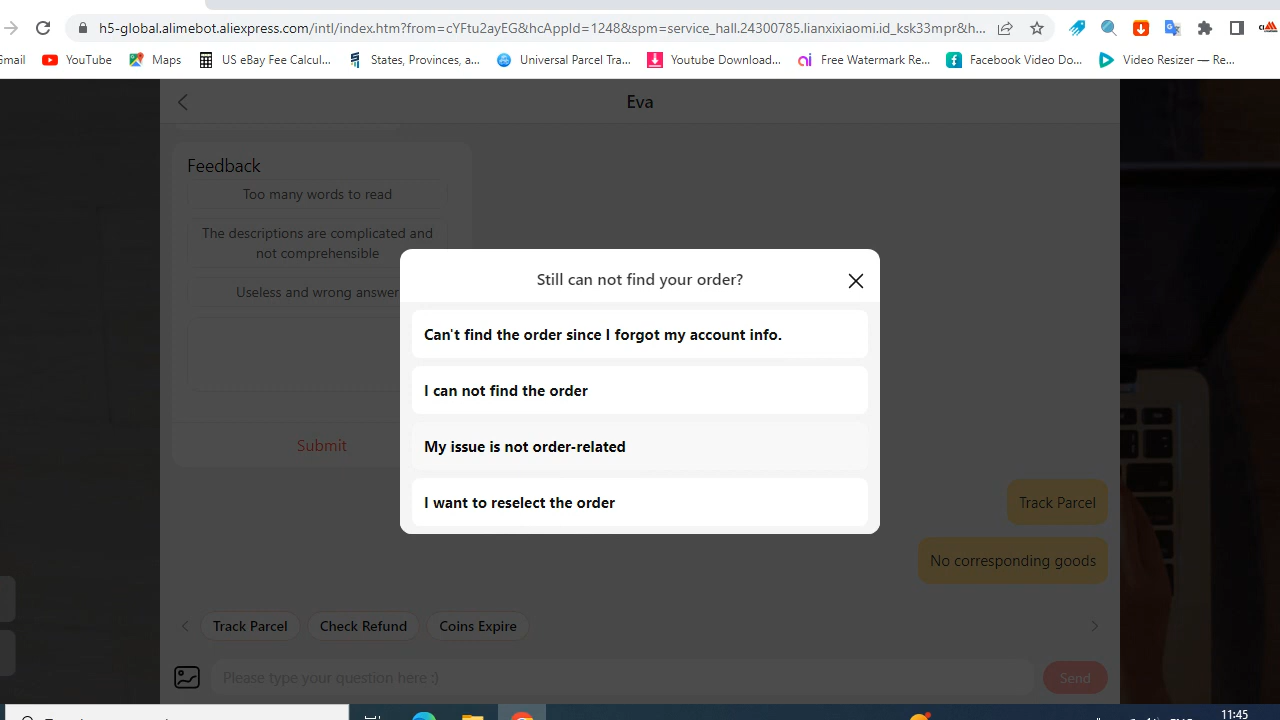 h5-global.alimebot.aliexpress.com/intl/index.htm?from=cYFtu2ayEG&hcAppId=1248&spm=service_hall.24300785.lianxixiaomi.id_ksk33mpr&h...
Gmail
YouTube
Maps
US eBay Fee Calcul...
States, Provinces, a...
Universal Parcel Tra...
Youtube Download...
Free Watermark Re...
Facebook Video Do...
Video Resizer — Re...
Eva
Feedback
Too many words to read
The descriptions are complicated and
not comprehensible
Useless and wrong answer
Submit
Still can not find your order?
Can't find the order since I forgot my account info.
I can not find the order
My issue is not order-related
I want to reselect the order
Track Parcel
No corresponding goods
Track Parcel
Check Refund
Coins Expire
Please type your question here :)
Send
11:45